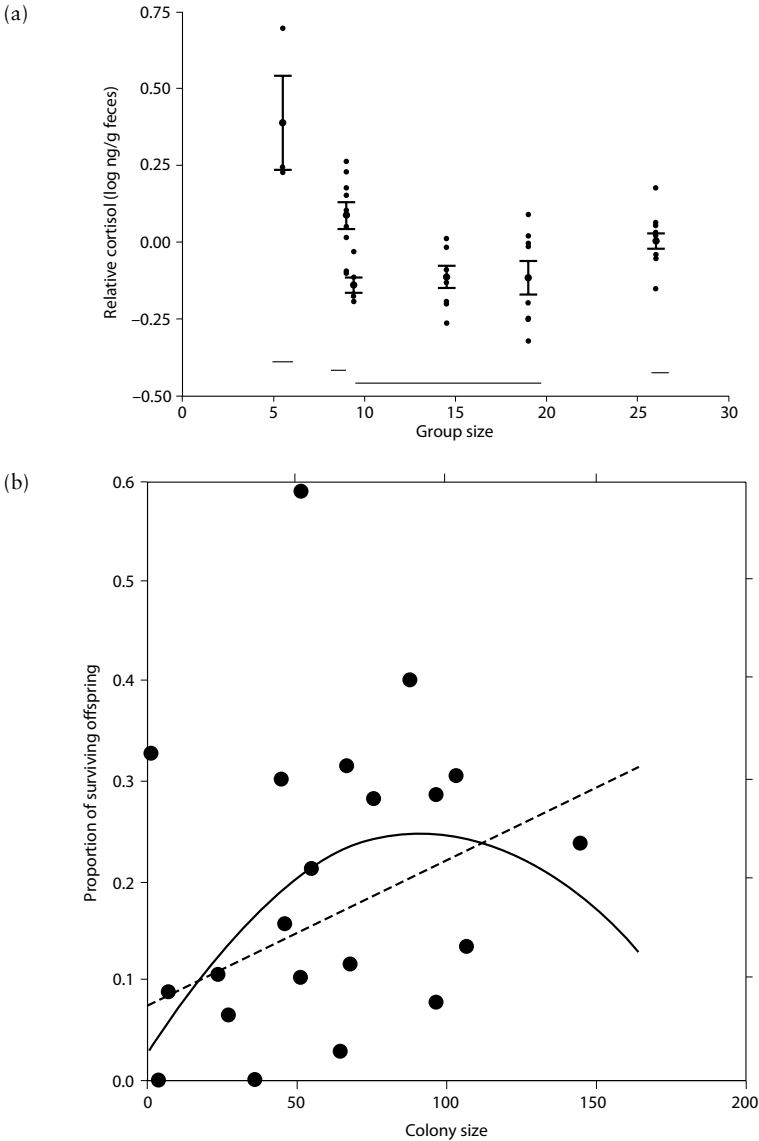 (a)
0.75
0.50
0.25
0.00
−0.25
−0.50
Relative cortisol (log ng/g feces)
0 5 10 15 20 25 30
Group size
(b)
0.6
0.5
0.4
0.3
0.2
0.1
0.0
Proportion of surviving offspring
0 50 100 150 200
Colony size